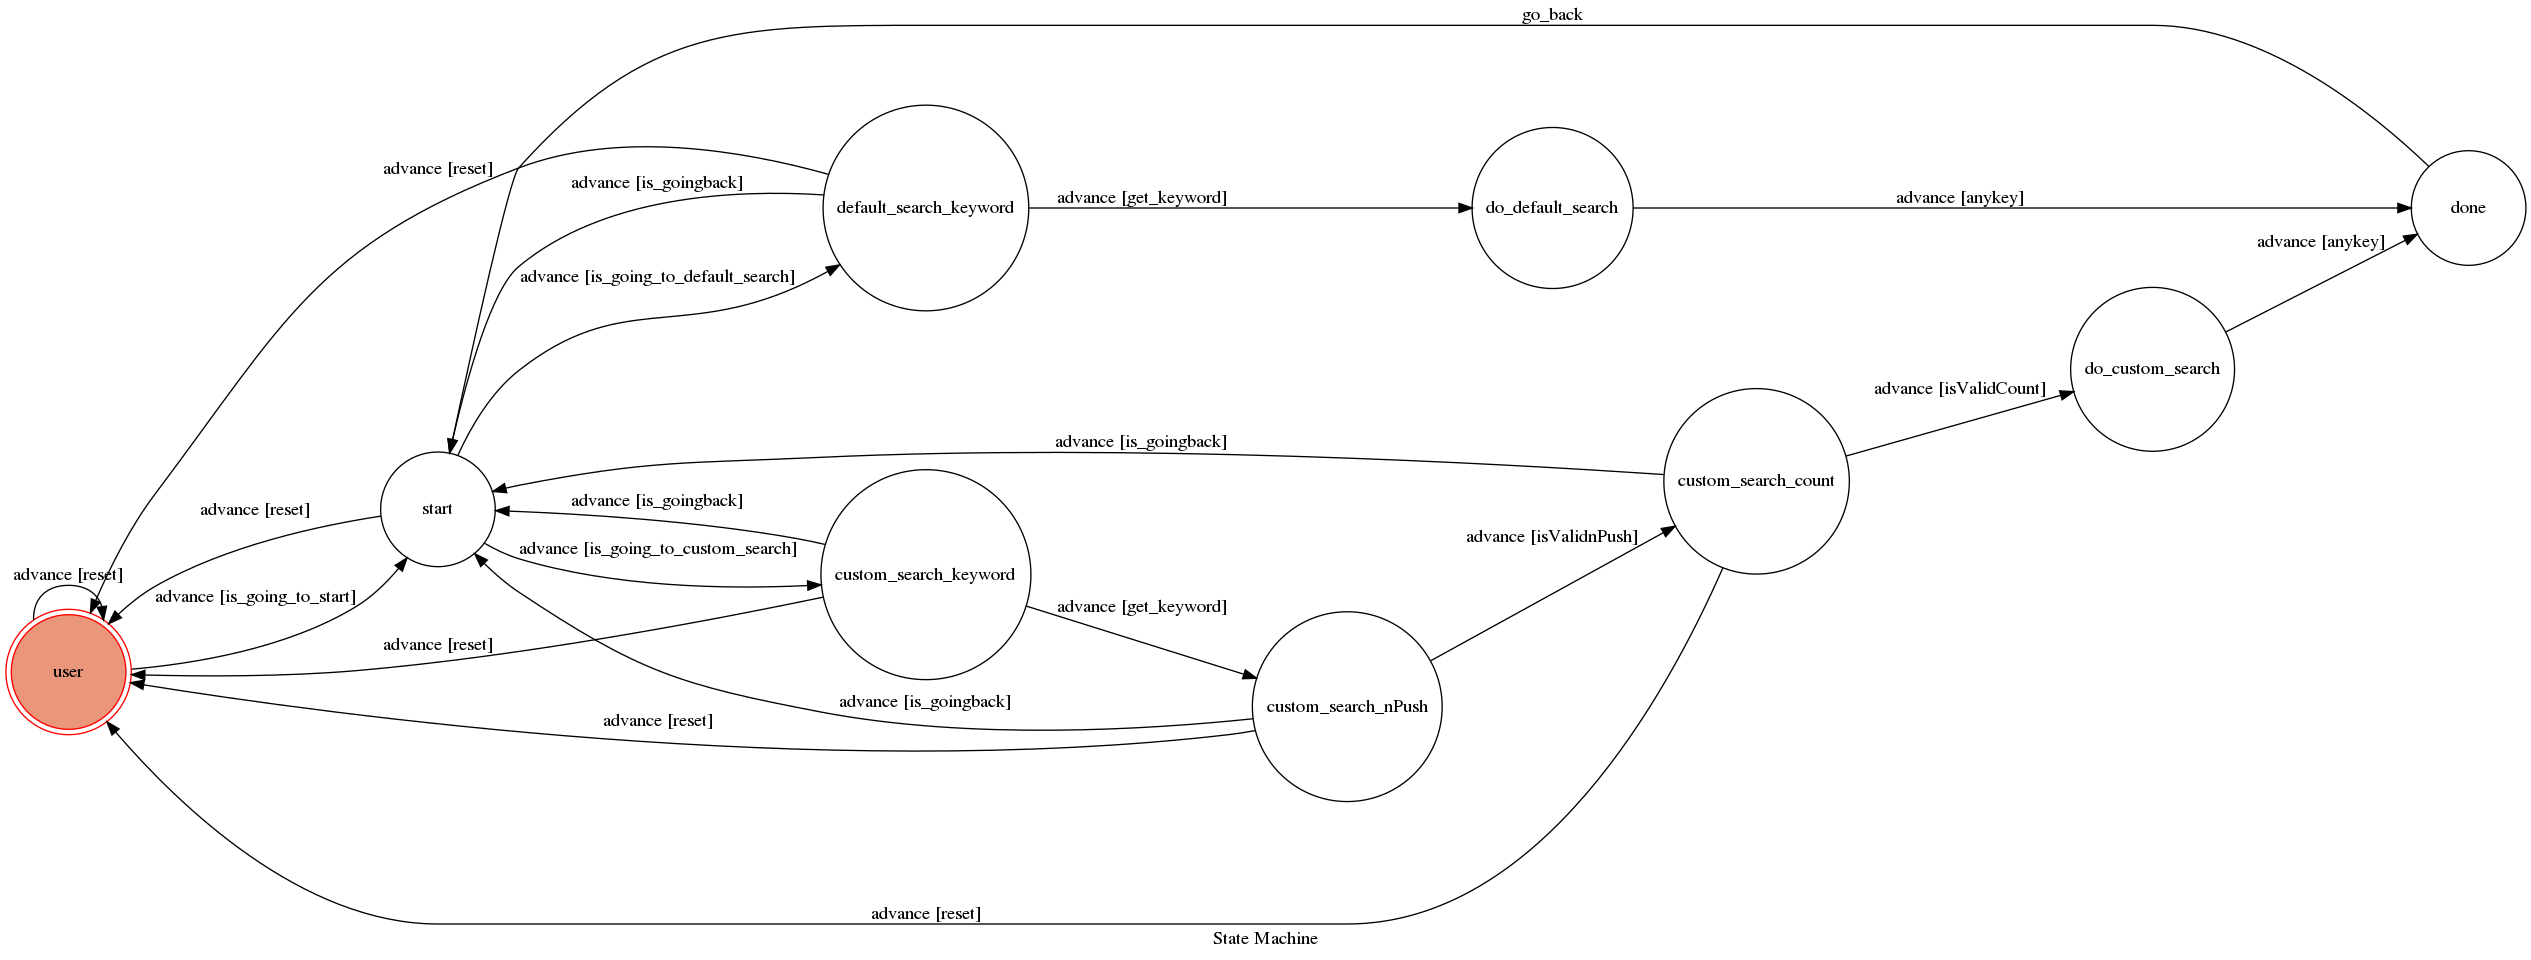 go_back
advance [reset]
advance [is_goingback]
default_search_keyword
advance [get_keyword]
do_default_search
advance [anykey]
done
advance [anykey]
advance [is_going_to_default_search]
do_custom_search
advance [isValidCount]
advance [is_goingback]
custom_search_count
advance [reset]
start
advance [is_goingback]
advance [is_going_to_custom_search]
advance [isValidnPush]
custom_search_keyword
advance [reset]
advance [is_going_to_start]
advance [get_keyword]
advance [reset]
user
advance [is_goingback]
custom_search_nPush
advance [reset]
advance [reset]
State Machine